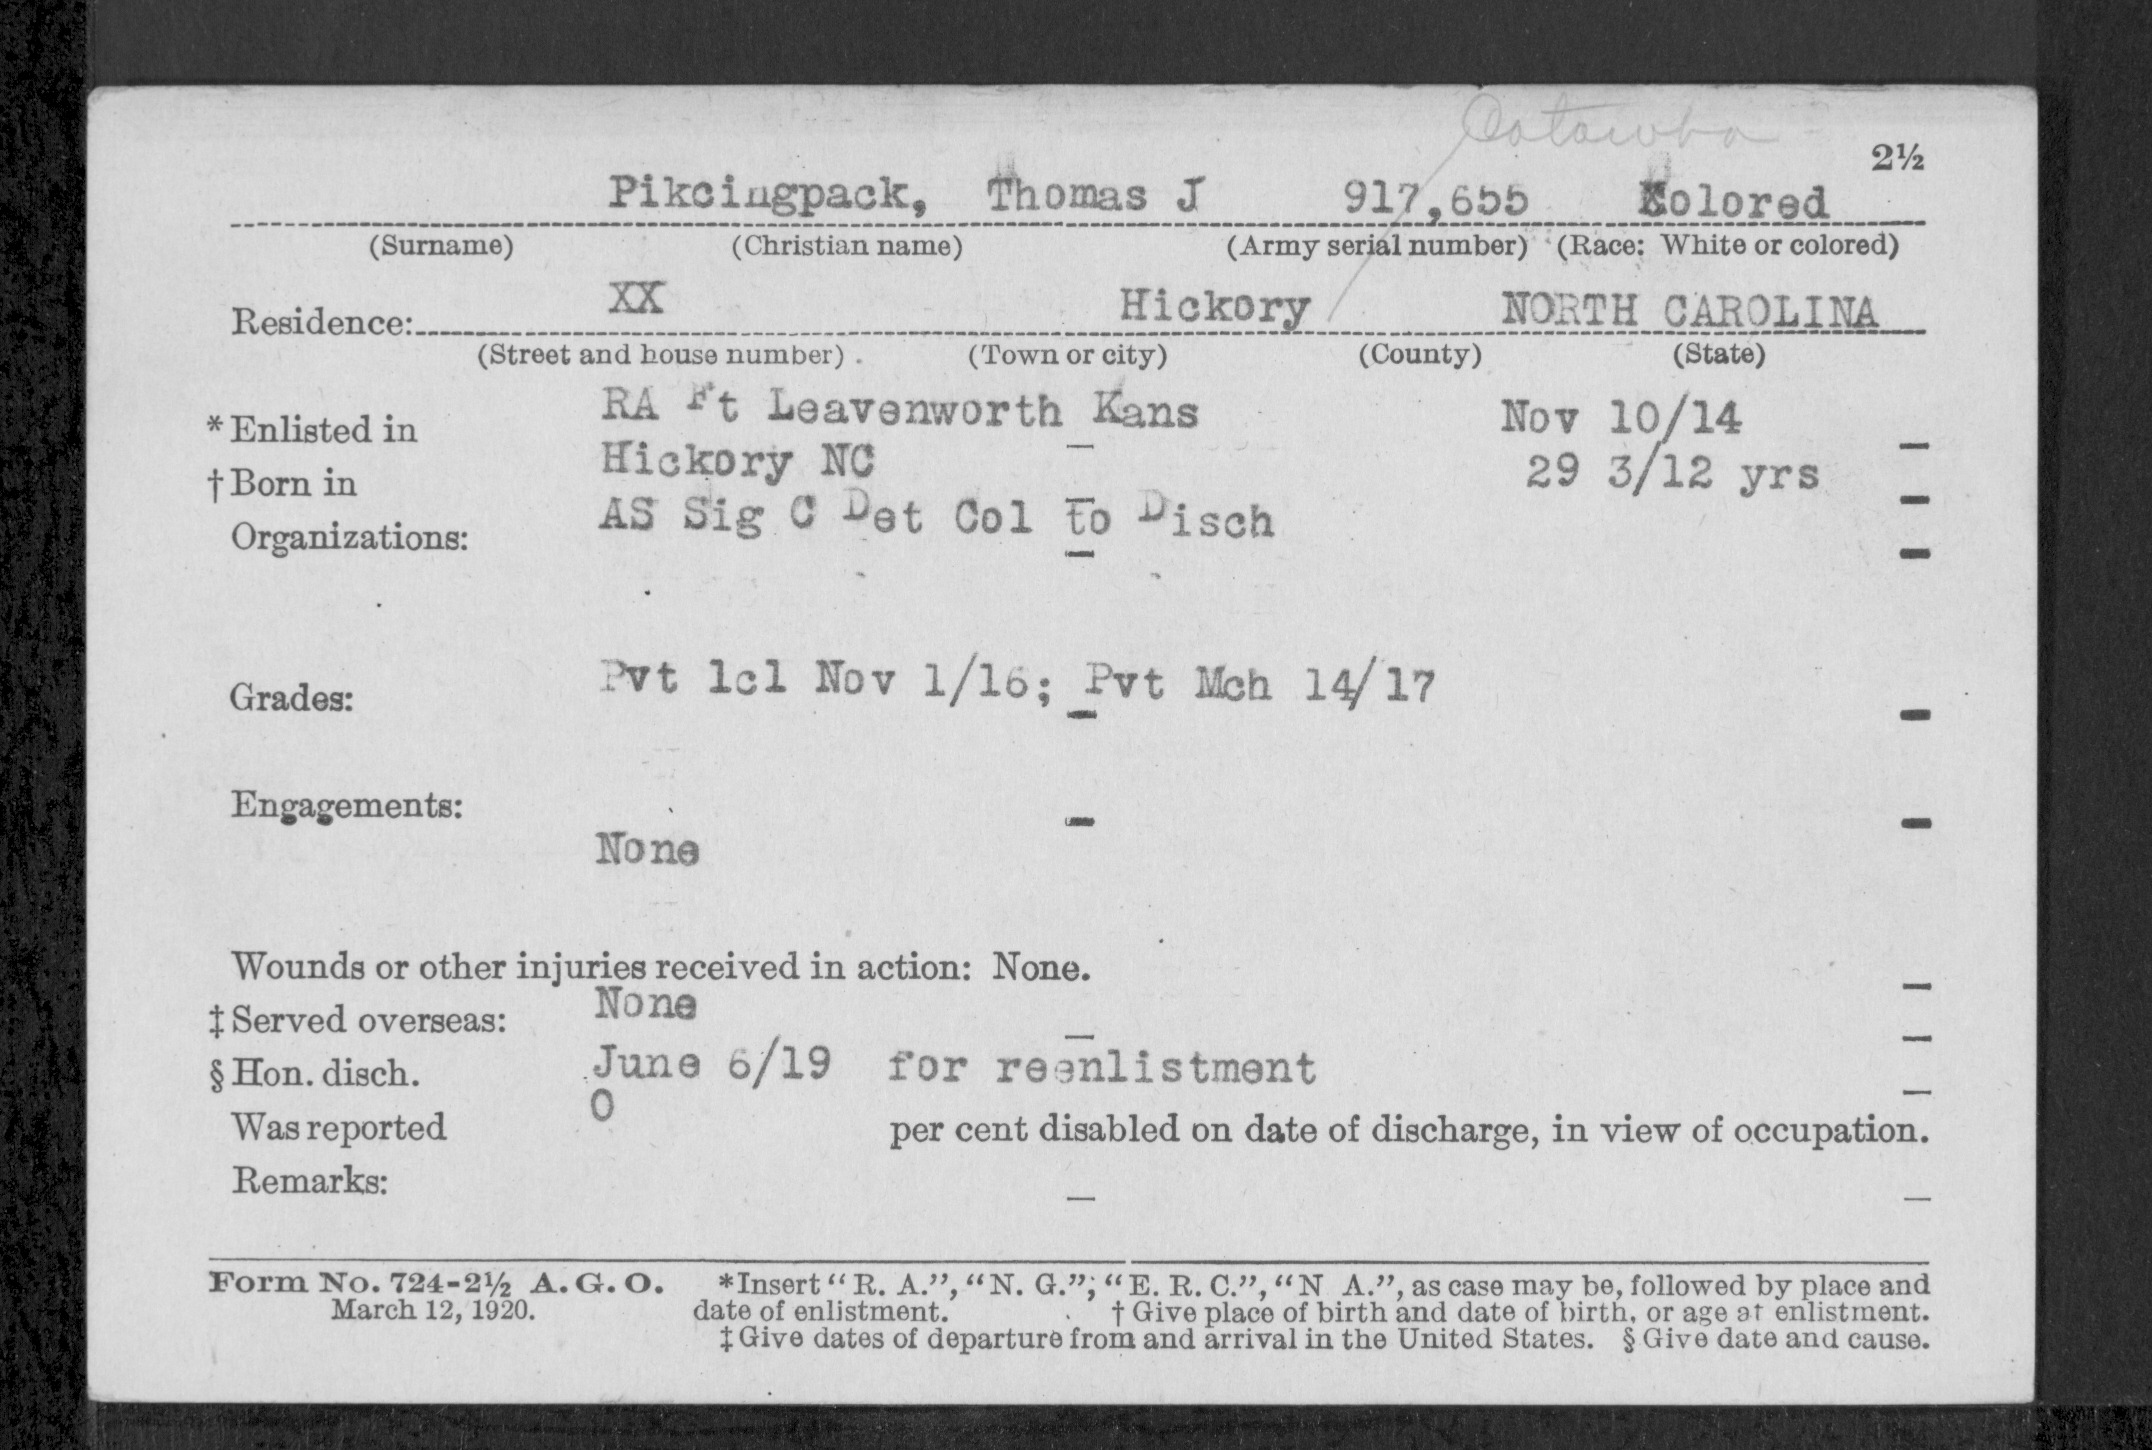 Catawba
2½
Pikcingpack, Thomas J 917,655 Colored
(Surname) (Christian name) (Army serial number) (Race: White or colored)
XX Hickory NORTH CAROLINA
Residence:
(Street and house number) (Town or city) (County) (State)
RA Ft Leavenworth Kans Nov 10/14
*Enlisted in
Hickory NC 29 3/12 yrs
†Born in
AS Sig C Det Col to Disch
Organizations:
Pvt 1cl Nov 1/16; Pvt Mch 14/17
Grades:
Engagements:
None
Wounds or other injuries received in action: None.
None
‡Served overseas:
§Hon. disch. June 6/19 for reenlistment
0
Was reported per cent disabled on date of discharge, in view of occupation.
Remarks:
Form No. 724-2½ A.G.O. *Insert "R. A.", "N. G."; "E. R. C.", "N A.", as case may be, followed by place and
March 12, 1920. date of enlistment. †Give place of birth and date of birth, or age at enlistment.
‡Give dates of departure from and arrival in the United States. §Give date and cause.